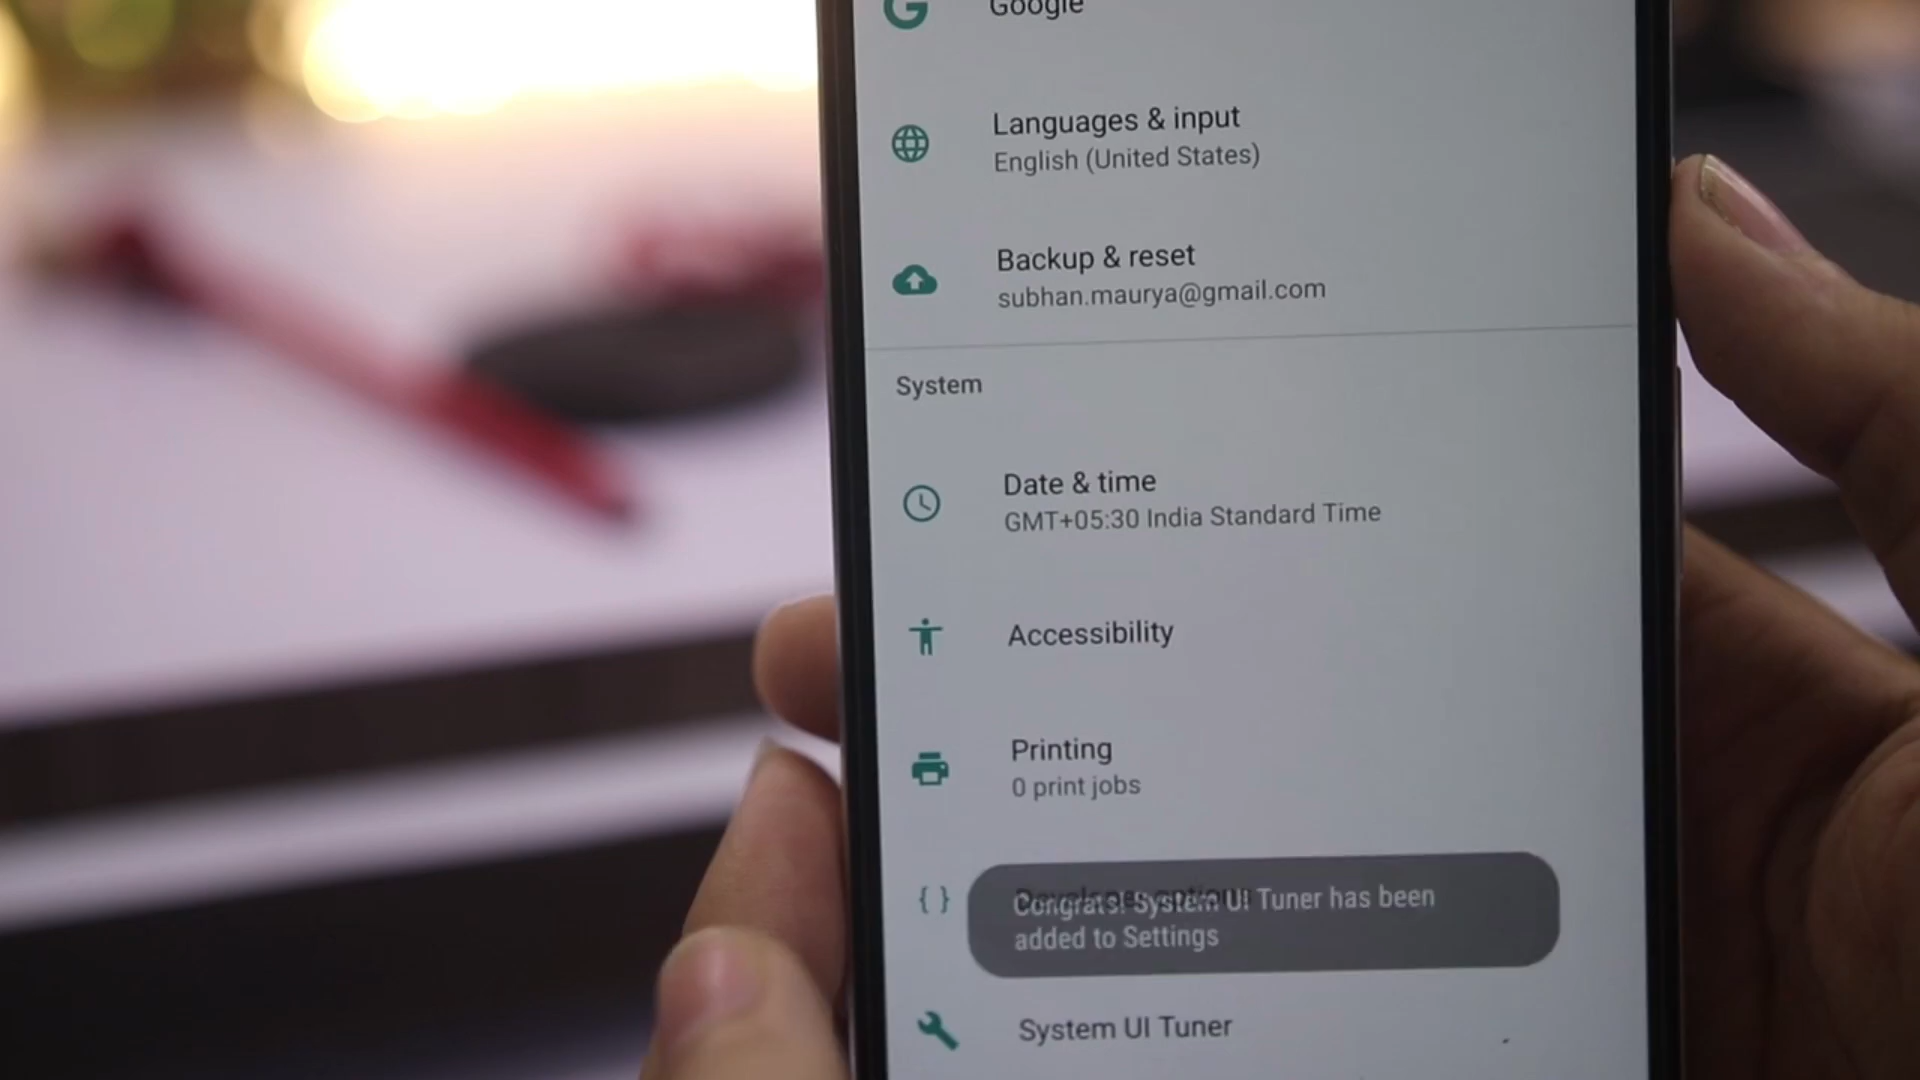 Google
Languages & input
English (United States)
Backup & reset
subhan.maurya@gmail.com
System
Date & time
GMT+05:30 India Standard Time
Accessibility
Printing
0 print jobs
{ } Developer options
Congrats! System UI Tuner has been
added to Settings
System UI Tuner